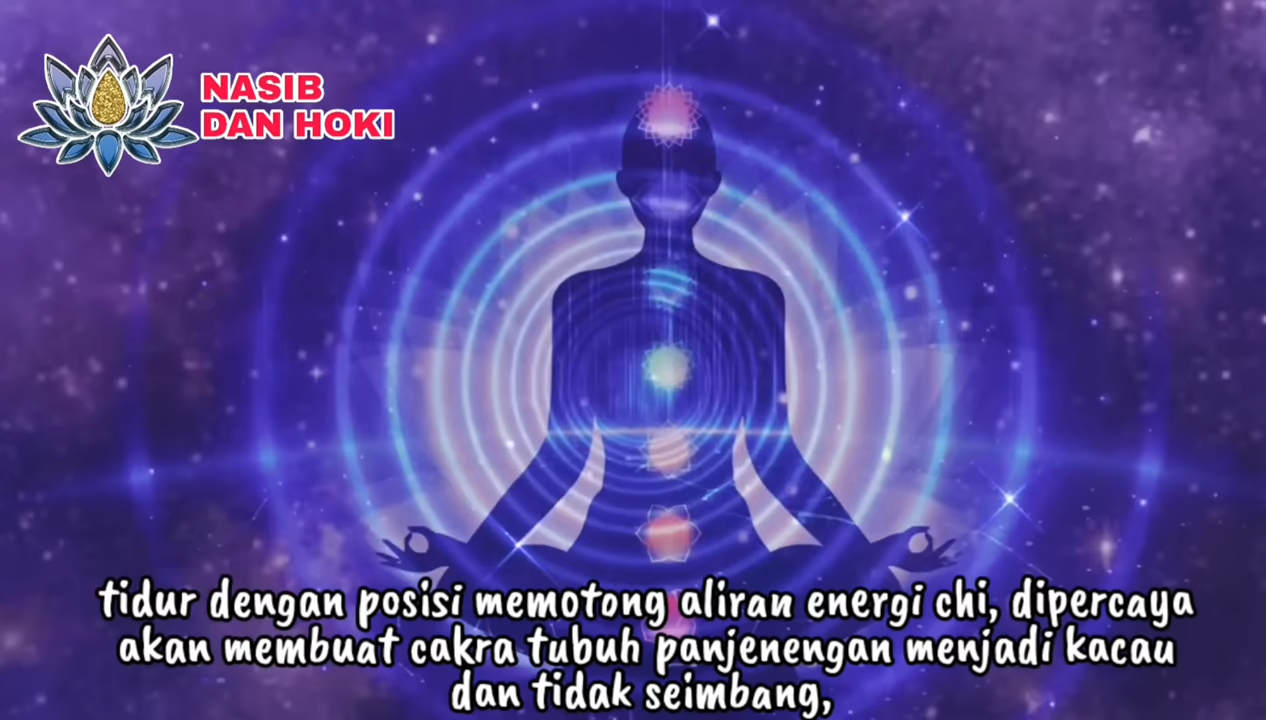 NASIB
DAN HOKI
tidur dengan posisi memotong aliran energi chi, dipercaya
akan membuat cakra tubuh panjenengan menjadi kacau
dan tidak seimbang,